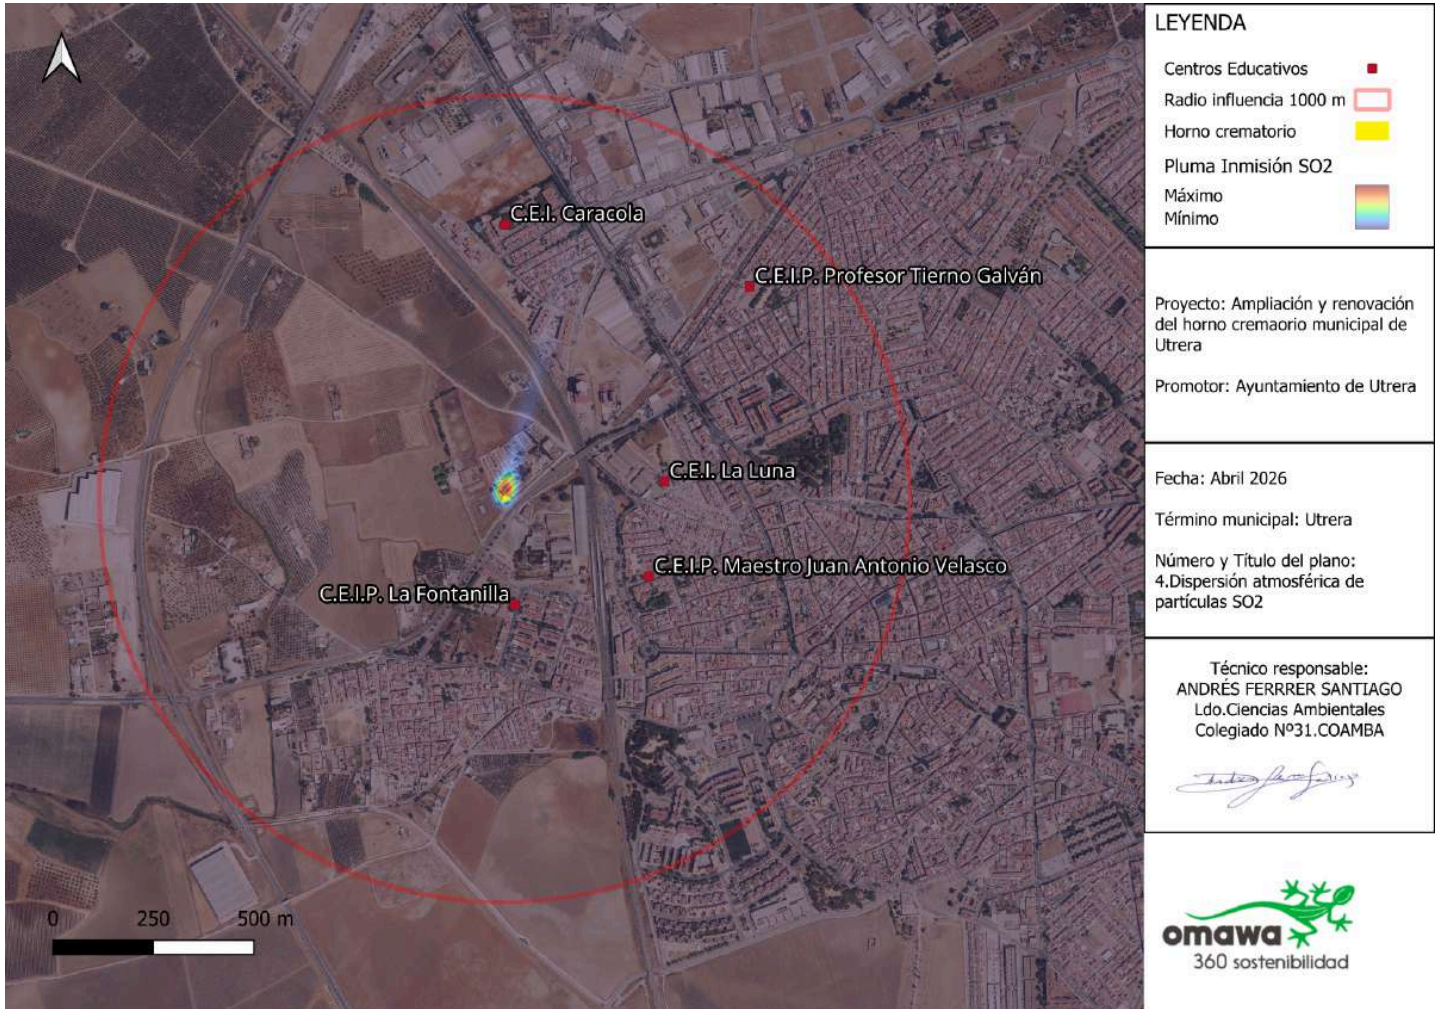 C.E.I. Caracola
C.E.I.P. Profesor Tierno Galván
C.E.I. La Luna
C.E.I.P. Maestro Juan Antonio Velasco
C.E.I.P. La Fontanilla
0 250 500 m
LEYENDA
Centros Educativos
Radio influencia 1000 m
Horno crematorio
Pluma Inmisión SO2
Máximo
Mínimo
Proyecto: Ampliación y renovación
del horno cremaorio municipal de
Utrera
Promotor: Ayuntamiento de Utrera
Fecha: Abril 2026
Término municipal: Utrera
Número y Título del plano:
4.Dispersión atmosférica de
partículas SO2
Técnico responsable:
ANDRÉS FERRRER SANTIAGO
Ldo.Ciencias Ambientales
Colegiado Nº31.COAMBA
omawa
360 sostenibilidad